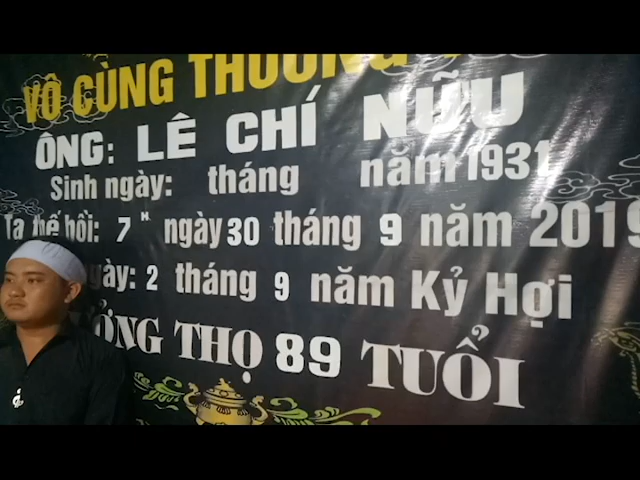 VÔ CÙNG THƯƠNG
ÔNG: LÊ CHÍ NỮU
Sinh ngày: tháng năm 1931
Tạ thế hồi: 7 H ngày 30 tháng 9 năm 2019
ngày: 2 tháng 9 năm Kỷ Hợi
HƯỞNG THỌ 89 TUỔI